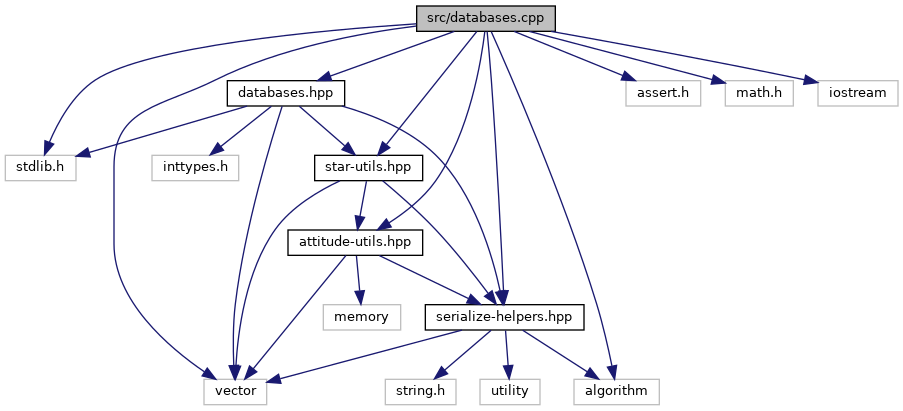 src/databases.cpp
databases.hpp
assert.h
math.h
iostream
stdlib.h
inttypes.h
star-utils.hpp
attitude-utils.hpp
memory
serialize-helpers.hpp
vector
string.h
utility
algorithm